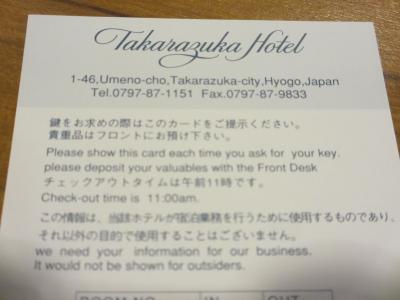 Takarazuka Hotel
1-46,Umeno-cho,Takarazuka-city,Hyogo,Japan
Tel.0797-87-1151 Fax.0797-87-9833
鍵をお求めの際はこのカードをご提示ください。
貴重品はフロントにお預け下さい。
Please show this card each time you ask for your key.
please deposit your valuables with the Front Desk
チェックアウトタイムは午前11時です。
Check-out time is 11:00am.
この情報は、当該ホテルが宿泊業務を行うために使用するものであり、
それ以外の目的で使用することはございません。
we need your information for our business.
It would not be shown for outsiders.
ROOM NO. IN OUT